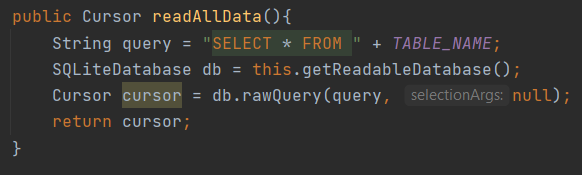 public Cursor readAllData(){
    String query = "SELECT * FROM " + TABLE_NAME;
    SQLiteDatabase db = this.getReadableDatabase();
    Cursor cursor = db.rawQuery(query, selectionArgs: null);
    return cursor;
}